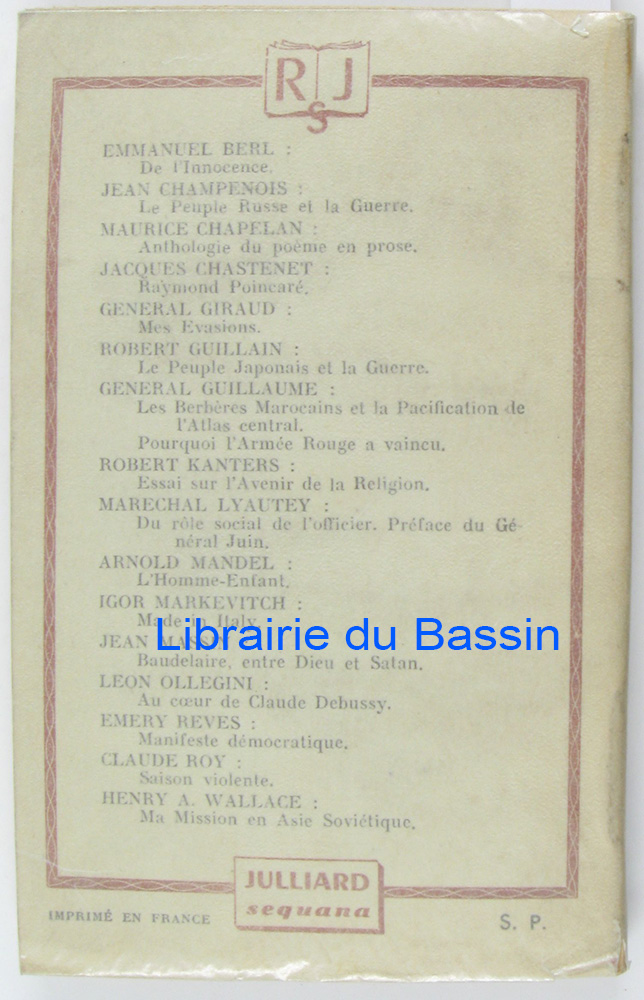 R S J
EMMANUEL BERL :
De l'Innocence.
JEAN CHAMPENOIS :
Le Peuple Russe et la Guerre.
MAURICE CHAPELAN :
Anthologie du poème en prose.
JACQUES CHASTENET :
Raymond Poincaré.
GENERAL GIRAUD :
Mes Evasions.
ROBERT GUILLAIN :
Le Peuple Japonais et la Guerre.
GENERAL GUILLAUME :
Les Berbères Marocains et la Pacification de
l'Atlas central.
Pourquoi l'Armée Rouge a vaincu.
ROBERT KANTERS :
Essai sur l'Avenir de la Religion.
MARECHAL LYAUTEY :
Du rôle social de l'officier. Préface du Gé-
néral Juin.
ARNOLD MANDEL :
L'Homme-Enfant.
IGOR MARKEVITCH :
Made in Italy.
Librairie du Bassin
JEAN MASSIN :
Baudelaire, entre Dieu et Satan.
LEON OLLEGINI :
Au cœur de Claude Debussy.
EMERY REVES :
Manifeste démocratique.
CLAUDE ROY :
Saison violente.
HENRY A. WALLACE :
Ma Mission en Asie Soviétique.
JULLIARD
sequana
IMPRIMÉ EN FRANCE
S. P.